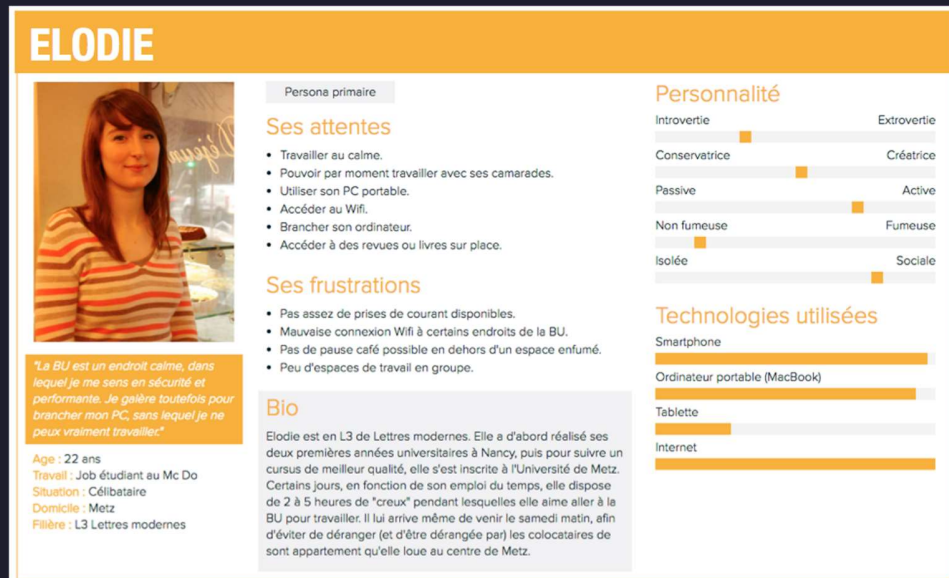 ELODIE
"La BU est un endroit calme, dans
lequel je me sens en sécurité et
performante. Je galère toutefois pour
brancher mon PC, sans lequel je ne
peux vraiment travailler."
Age : 22 ans
Travail : Job étudiant au Mc Do
Situation : Célibataire
Domicile : Metz
Filière : L3 Lettres modernes
Persona primaire
Ses attentes
• Travailler au calme.
• Pouvoir par moment travailler avec ses camarades.
• Utiliser son PC portable.
• Accéder au Wifi.
• Brancher son ordinateur.
• Accéder à des revues ou livres sur place.
Ses frustrations
• Pas assez de prises de courant disponibles.
• Mauvaise connexion Wifi à certains endroits de la BU.
• Pas de pause café possible en dehors d'un espace enfumé.
• Peu d'espaces de travail en groupe.
Bio
Elodie est en L3 de Lettres modernes. Elle a d'abord réalisé ses
deux premières années universitaires à Nancy, puis pour suivre un
cursus de meilleur qualité, elle s'est inscrite à l'Université de Metz.
Certains jours, en fonction de son emploi du temps, elle dispose
de 2 à 5 heures de "creux" pendant lesquelles elle aime aller à la
BU pour travailler. Il lui arrive même de venir le samedi matin, afin
d'éviter de déranger (et d'être dérangée par) les colocataires de
sont appartement qu'elle loue au centre de Metz.
Personnalité
Introvertie Extrovertie
Conservatrice Créatrice
Passive Active
Non fumeuse Fumeuse
Isolée Sociale
Technologies utilisées
Smartphone
Ordinateur portable (MacBook)
Tablette
Internet